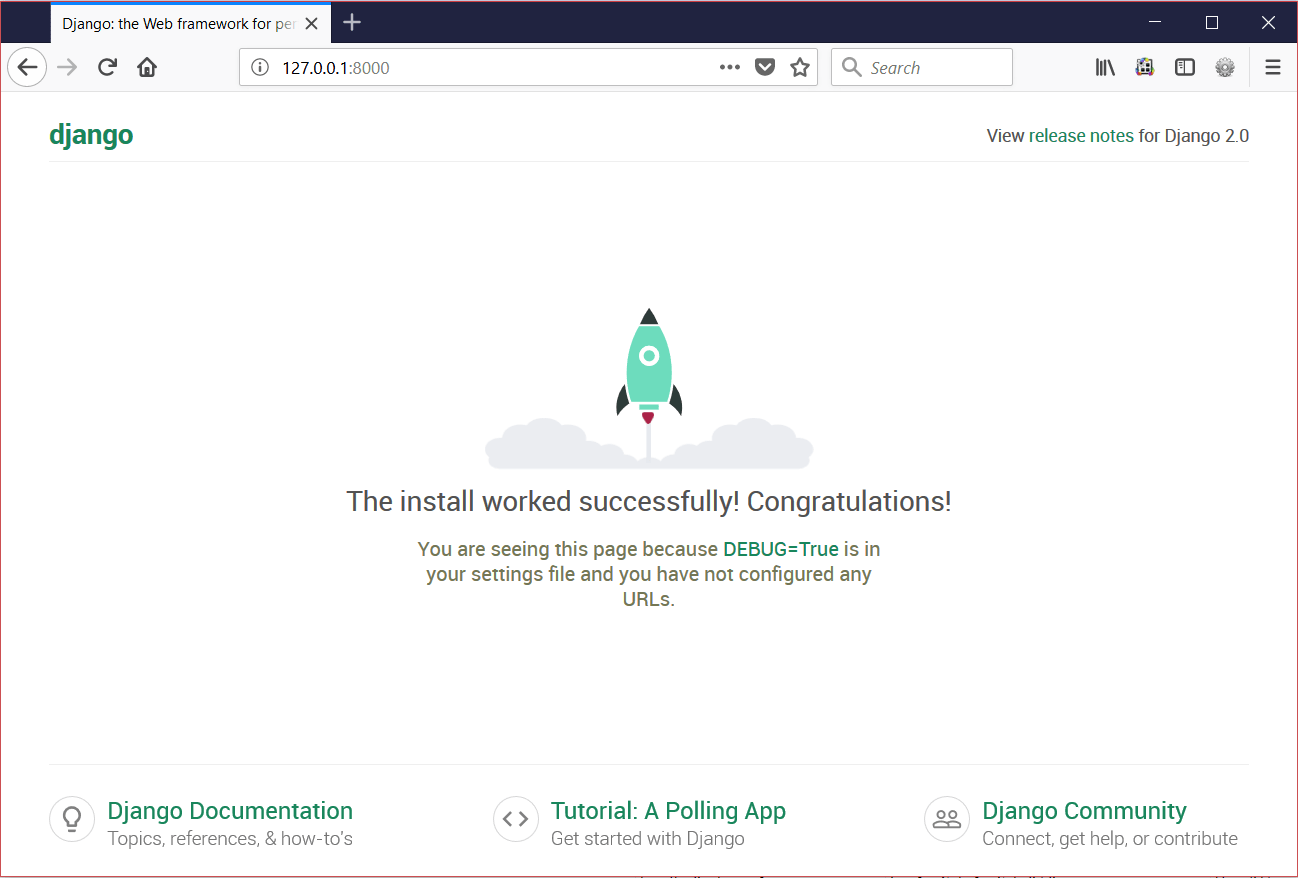 Django: the Web framework for per
127.0.0.1:8000
Search
django
View release notes for Django 2.0
The install worked successfully! Congratulations!
You are seeing this page because DEBUG=True is in
your settings file and you have not configured any
URLs.
Django Documentation
Topics, references, & how-to's
Tutorial: A Polling App
Get started with Django
Django Community
Connect, get help, or contribute